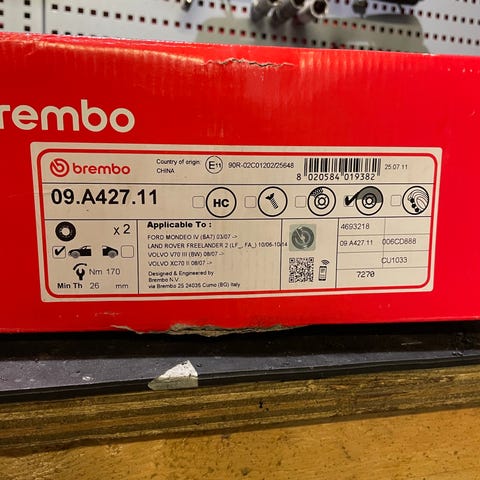 brembo
brembo
Country of origin:
CHINA
E11
90R-02C01202/25648
8 020584 019382
25.07.11
09.A427.11
HC
x 2
Nm 170
Min Th 26 mm
Applicable To :
FORD MONDEO IV (BA7) 03/07 ->
LAND ROVER FREELANDER 2 (LF_, FA_) 10/06-10/14
VOLVO V70 III (BW) 08/07 ->
VOLVO XC70 II 08/07 ->
Designed & Engineered by
Brembo N.V.
via Brembo 25 24035 Curno (BG) Italy
4693218
09.A427.11 006CD888
CU1033
7270